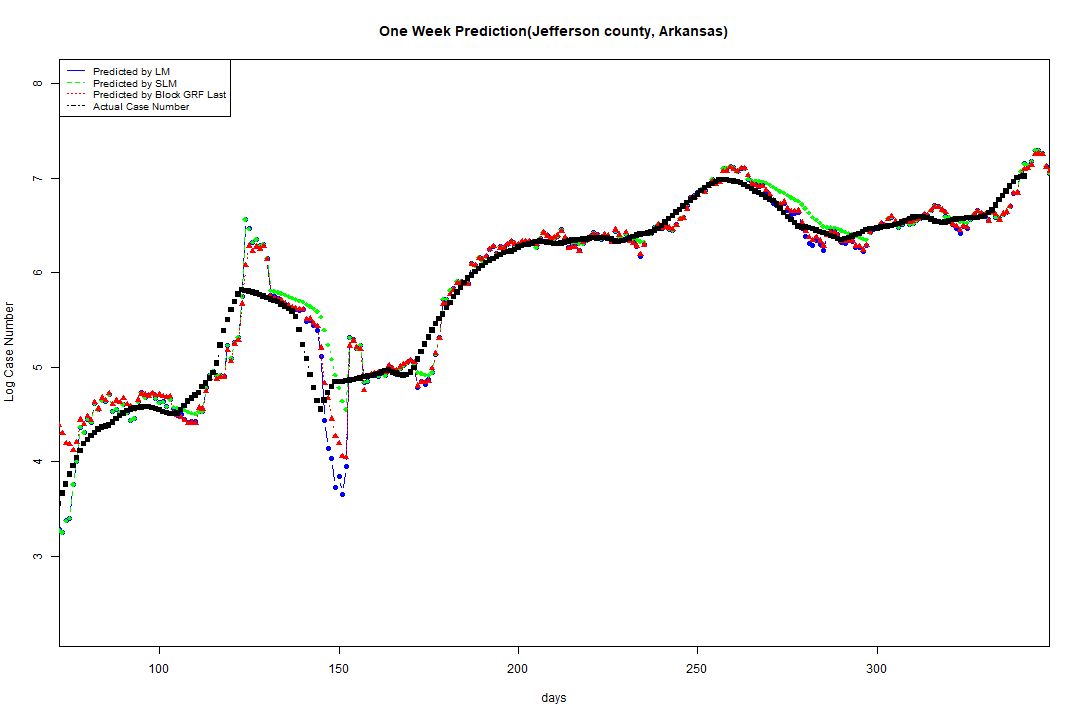 One Week Prediction(Jefferson county, Arkansas)
Predicted by LM
Predicted by SLM
Predicted by Block GRF Last
Actual Case Number
8
7
6
5
4
3
Log Case Number
100 150 200 250 300
days